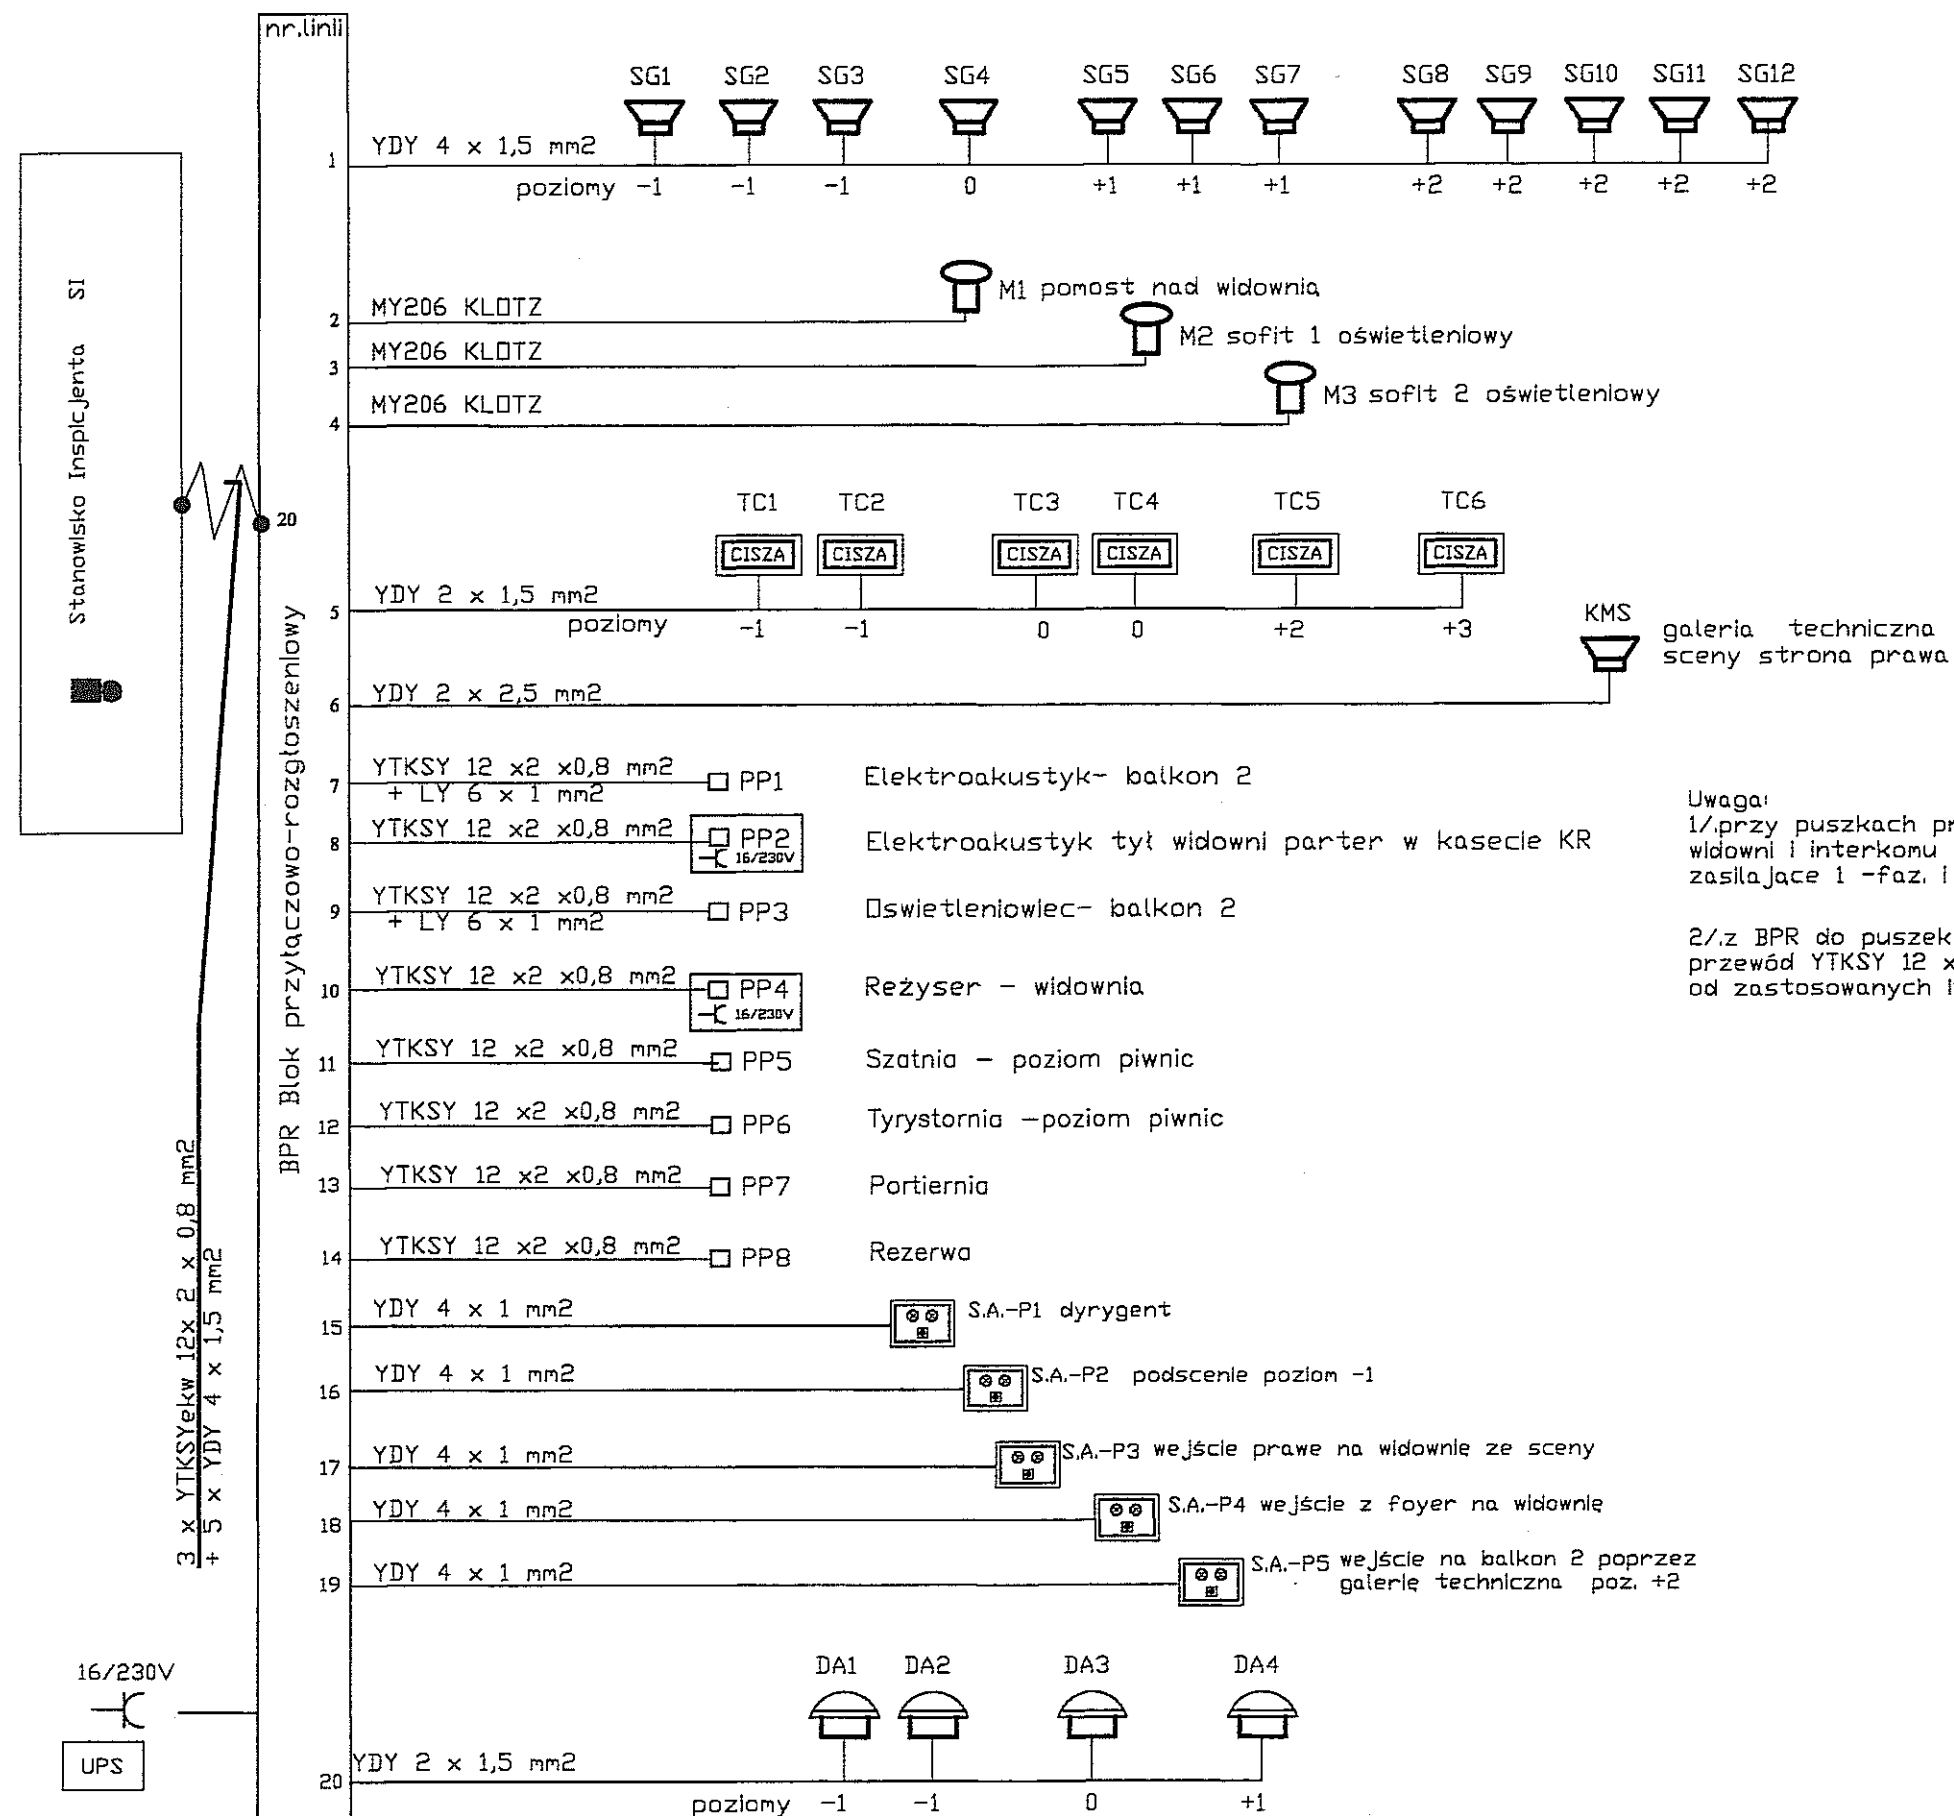 nr.linii
SG1 SG2 SG3 SG4 SG5 SG6 SG7 SG8 SG9 SG10 SG11 SG12
1 YDY 4 x 1,5 mm2
poziomy -1 -1 -1 0 +1 +1 +1 +2 +2 +2 +2 +2
M1 pomost nad widownią
2 MY206 KLOTZ
M2 sofit 1 oświetleniowy
3 MY206 KLOTZ
M3 sofit 2 oświetleniowy
4 MY206 KLOTZ
Stanowisko Inspicjenta SI
20
BPR Blok przyłączowo-rozgłoszeniowy
TC1 TC2 TC3 TC4 TC5 TC6
CISZA CISZA CISZA CISZA CISZA CISZA
5 YDY 2 x 1,5 mm2
poziomy -1 -1 0 0 +2 +3
KMS
galeria techniczna
sceny strona prawa
6 YDY 2 x 2,5 mm2
7 YTKSY 12 x2 x0,8 mm2 PP1 Elektroakustyk- balkon 2
+ LY 6 x 1 mm2
8 YTKSY 12 x2 x0,8 mm2 PP2 Elektroakustyk tył widowni parter w kasecie KR
16/230V
9 YTKSY 12 x2 x0,8 mm2 PP3 Oswietleniowiec- balkon 2
+ LY 6 x 1 mm2
10 YTKSY 12 x2 x0,8 mm2 PP4 Reżyser - widownia
16/230V
11 YTKSY 12 x2 x0,8 mm2 PP5 Szatnia - poziom piwnic
12 YTKSY 12 x2 x0,8 mm2 PP6 Tyrystornia -poziom piwnic
13 YTKSY 12 x2 x0,8 mm2 PP7 Portiernia
14 YTKSY 12 x2 x0,8 mm2 PP8 Rezerwa
Uwaga:
1/.przy puszkach
widowni i interkomu
zasilające 1 -faz. i
2/.z BPR do puszek
przewód YTKSY 12 x
od zastosowanych
15 YDY 4 x 1 mm2 S.A.-P1 dyrygent
16 YDY 4 x 1 mm2 S.A.-P2 podscenie poziom -1
17 YDY 4 x 1 mm2 S.A.-P3 wejście prawe na widownię ze sceny
18 YDY 4 x 1 mm2 S.A.-P4 wejście z foyer na widownię
19 YDY 4 x 1 mm2 S.A.-P5 wejście na balkon 2 poprzez
galerię techniczna poz. +2
3 x YTKSYekw 12x 2 x 0,8 mm2
+ 5 x YDY 4 x 1,5 mm2
16/230V
UPS
DA1 DA2 DA3 DA4
20 YDY 2 x 1,5 mm2
poziomy -1 -1 0 +1